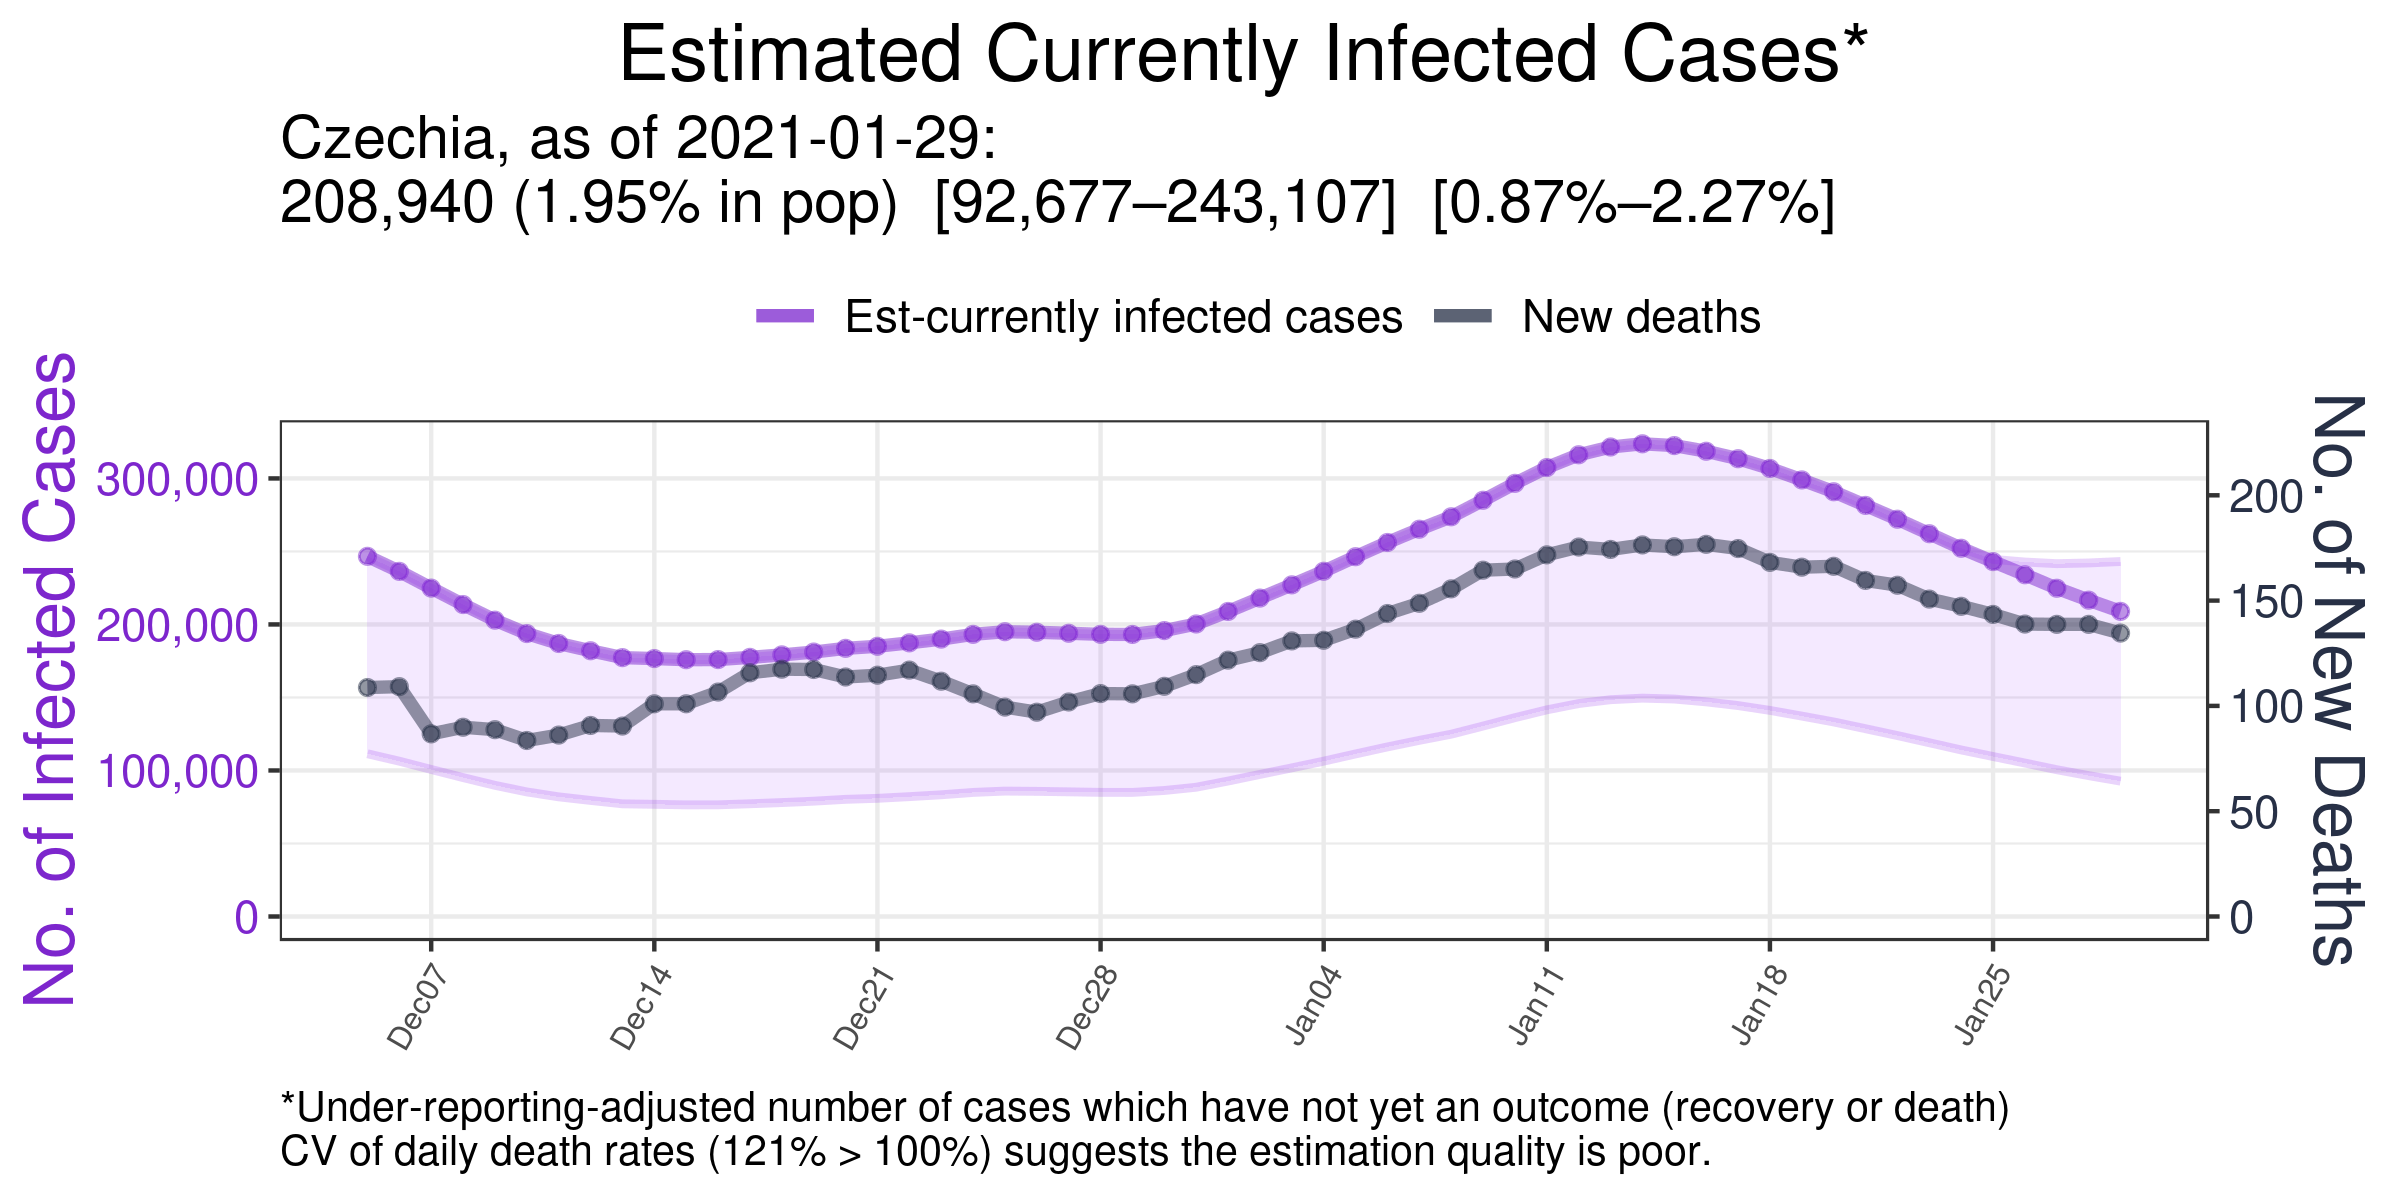 Estimated Currently Infected Cases*
Czechia, as of 2021-01-29:
208,940 (1.95% in pop)  [92,677–243,107]  [0.87%–2.27%]
Est-currently infected cases
New deaths
No. of Infected Cases
300,000
200,000
100,000
0
No. of New Deaths
200
150
100
50
0
Dec07
Dec14
Dec21
Dec28
Jan04
Jan11
Jan18
Jan25
*Under-reporting-adjusted number of cases which have not yet an outcome (recovery or death)
CV of daily death rates (121% > 100%) suggests the estimation quality is poor.